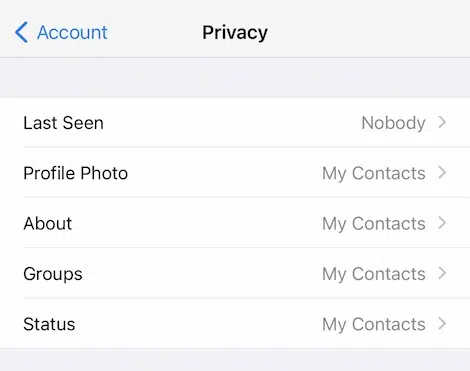 Account Privacy
Last Seen Nobody
Profile Photo My Contacts
About My Contacts
Groups My Contacts
Status My Contacts